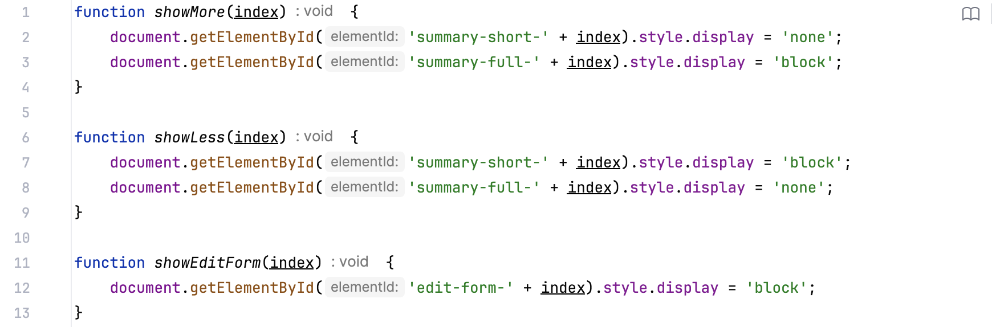 1 function showMore(index) : void {
2 document.getElementById( elementId: 'summary-short-' + index).style.display = 'none';
3 document.getElementById( elementId: 'summary-full-' + index).style.display = 'block';
4 }
5
6 function showLess(index) : void {
7 document.getElementById( elementId: 'summary-short-' + index).style.display = 'block';
8 document.getElementById( elementId: 'summary-full-' + index).style.display = 'none';
9 }
10
11 function showEditForm(index) : void {
12 document.getElementById( elementId: 'edit-form-' + index).style.display = 'block';
13 }